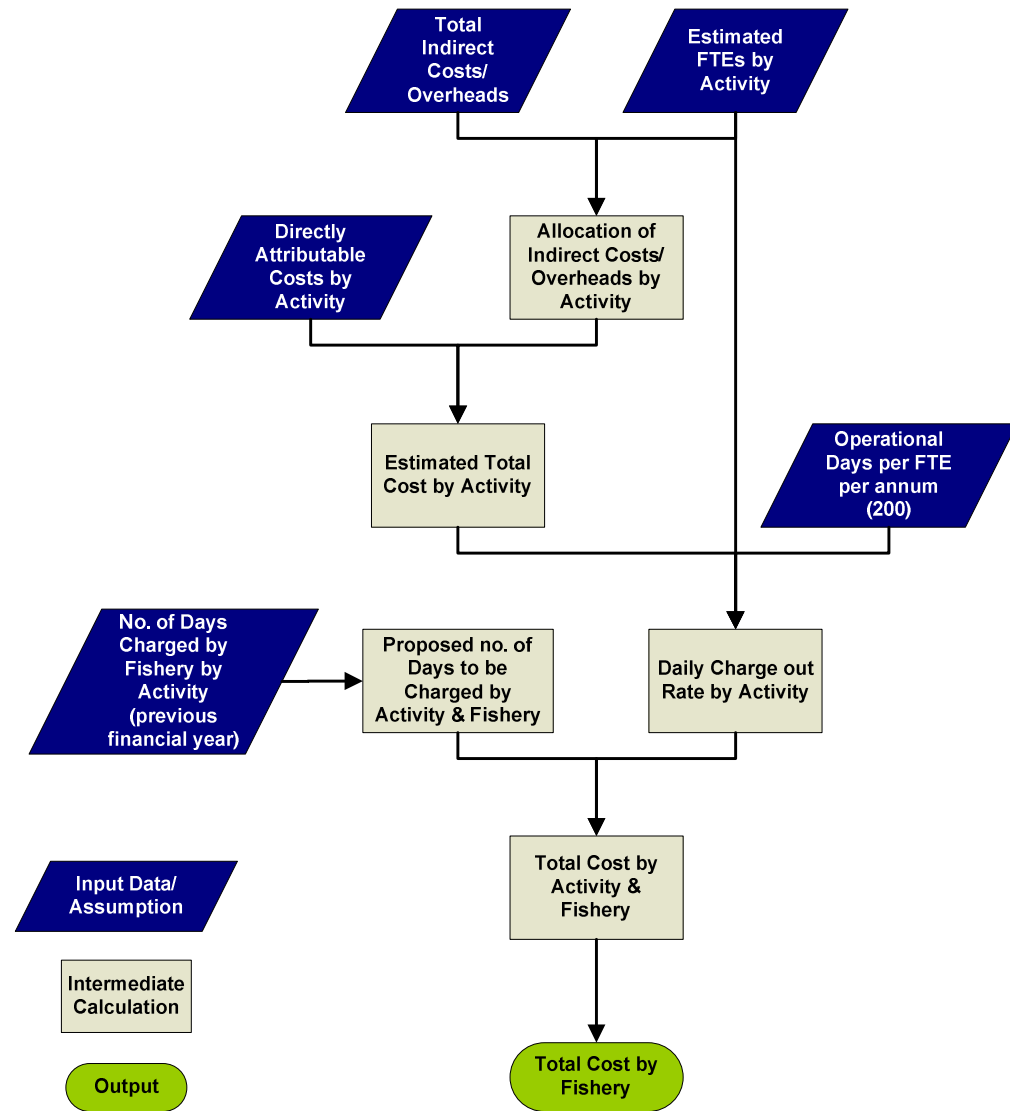 Total
Indirect
Costs/
Overheads
Estimated
FTEs by
Activity
Directly
Attributable
Costs by
Activity
Allocation of
Indirect Costs/
Overheads by
Activity
Estimated Total
Cost by Activity
Operational
Days per FTE
per annum
(200)
No. of Days
Charged by
Fishery by
Activity
(previous
financial year)
Proposed no. of
Days to be
Charged by
Activity & Fishery
Daily Charge out
Rate by Activity
Total Cost by
Activity &
Fishery
Total Cost by
Fishery
Input Data/
Assumption
Intermediate
Calculation
Output